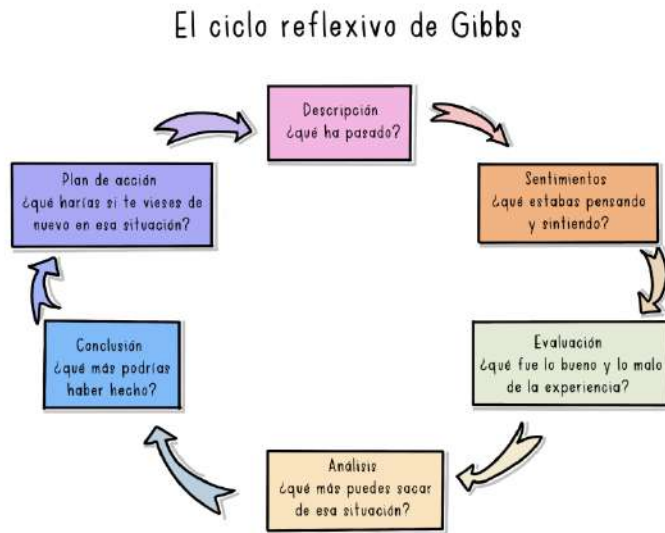 El ciclo reflexivo de Gibbs
Descripción
¿qué ha pasado?
Sentimientos
¿qué estabas pensando
y sintiendo?
Evaluación
¿qué fue lo bueno y lo malo
de la experiencia?
Análisis
¿qué más puedes sacar
de esa situación?
Conclusión
¿qué más podrías
haber hecho?
Plan de acción
¿qué harías si te vieses de
nuevo en esa situación?